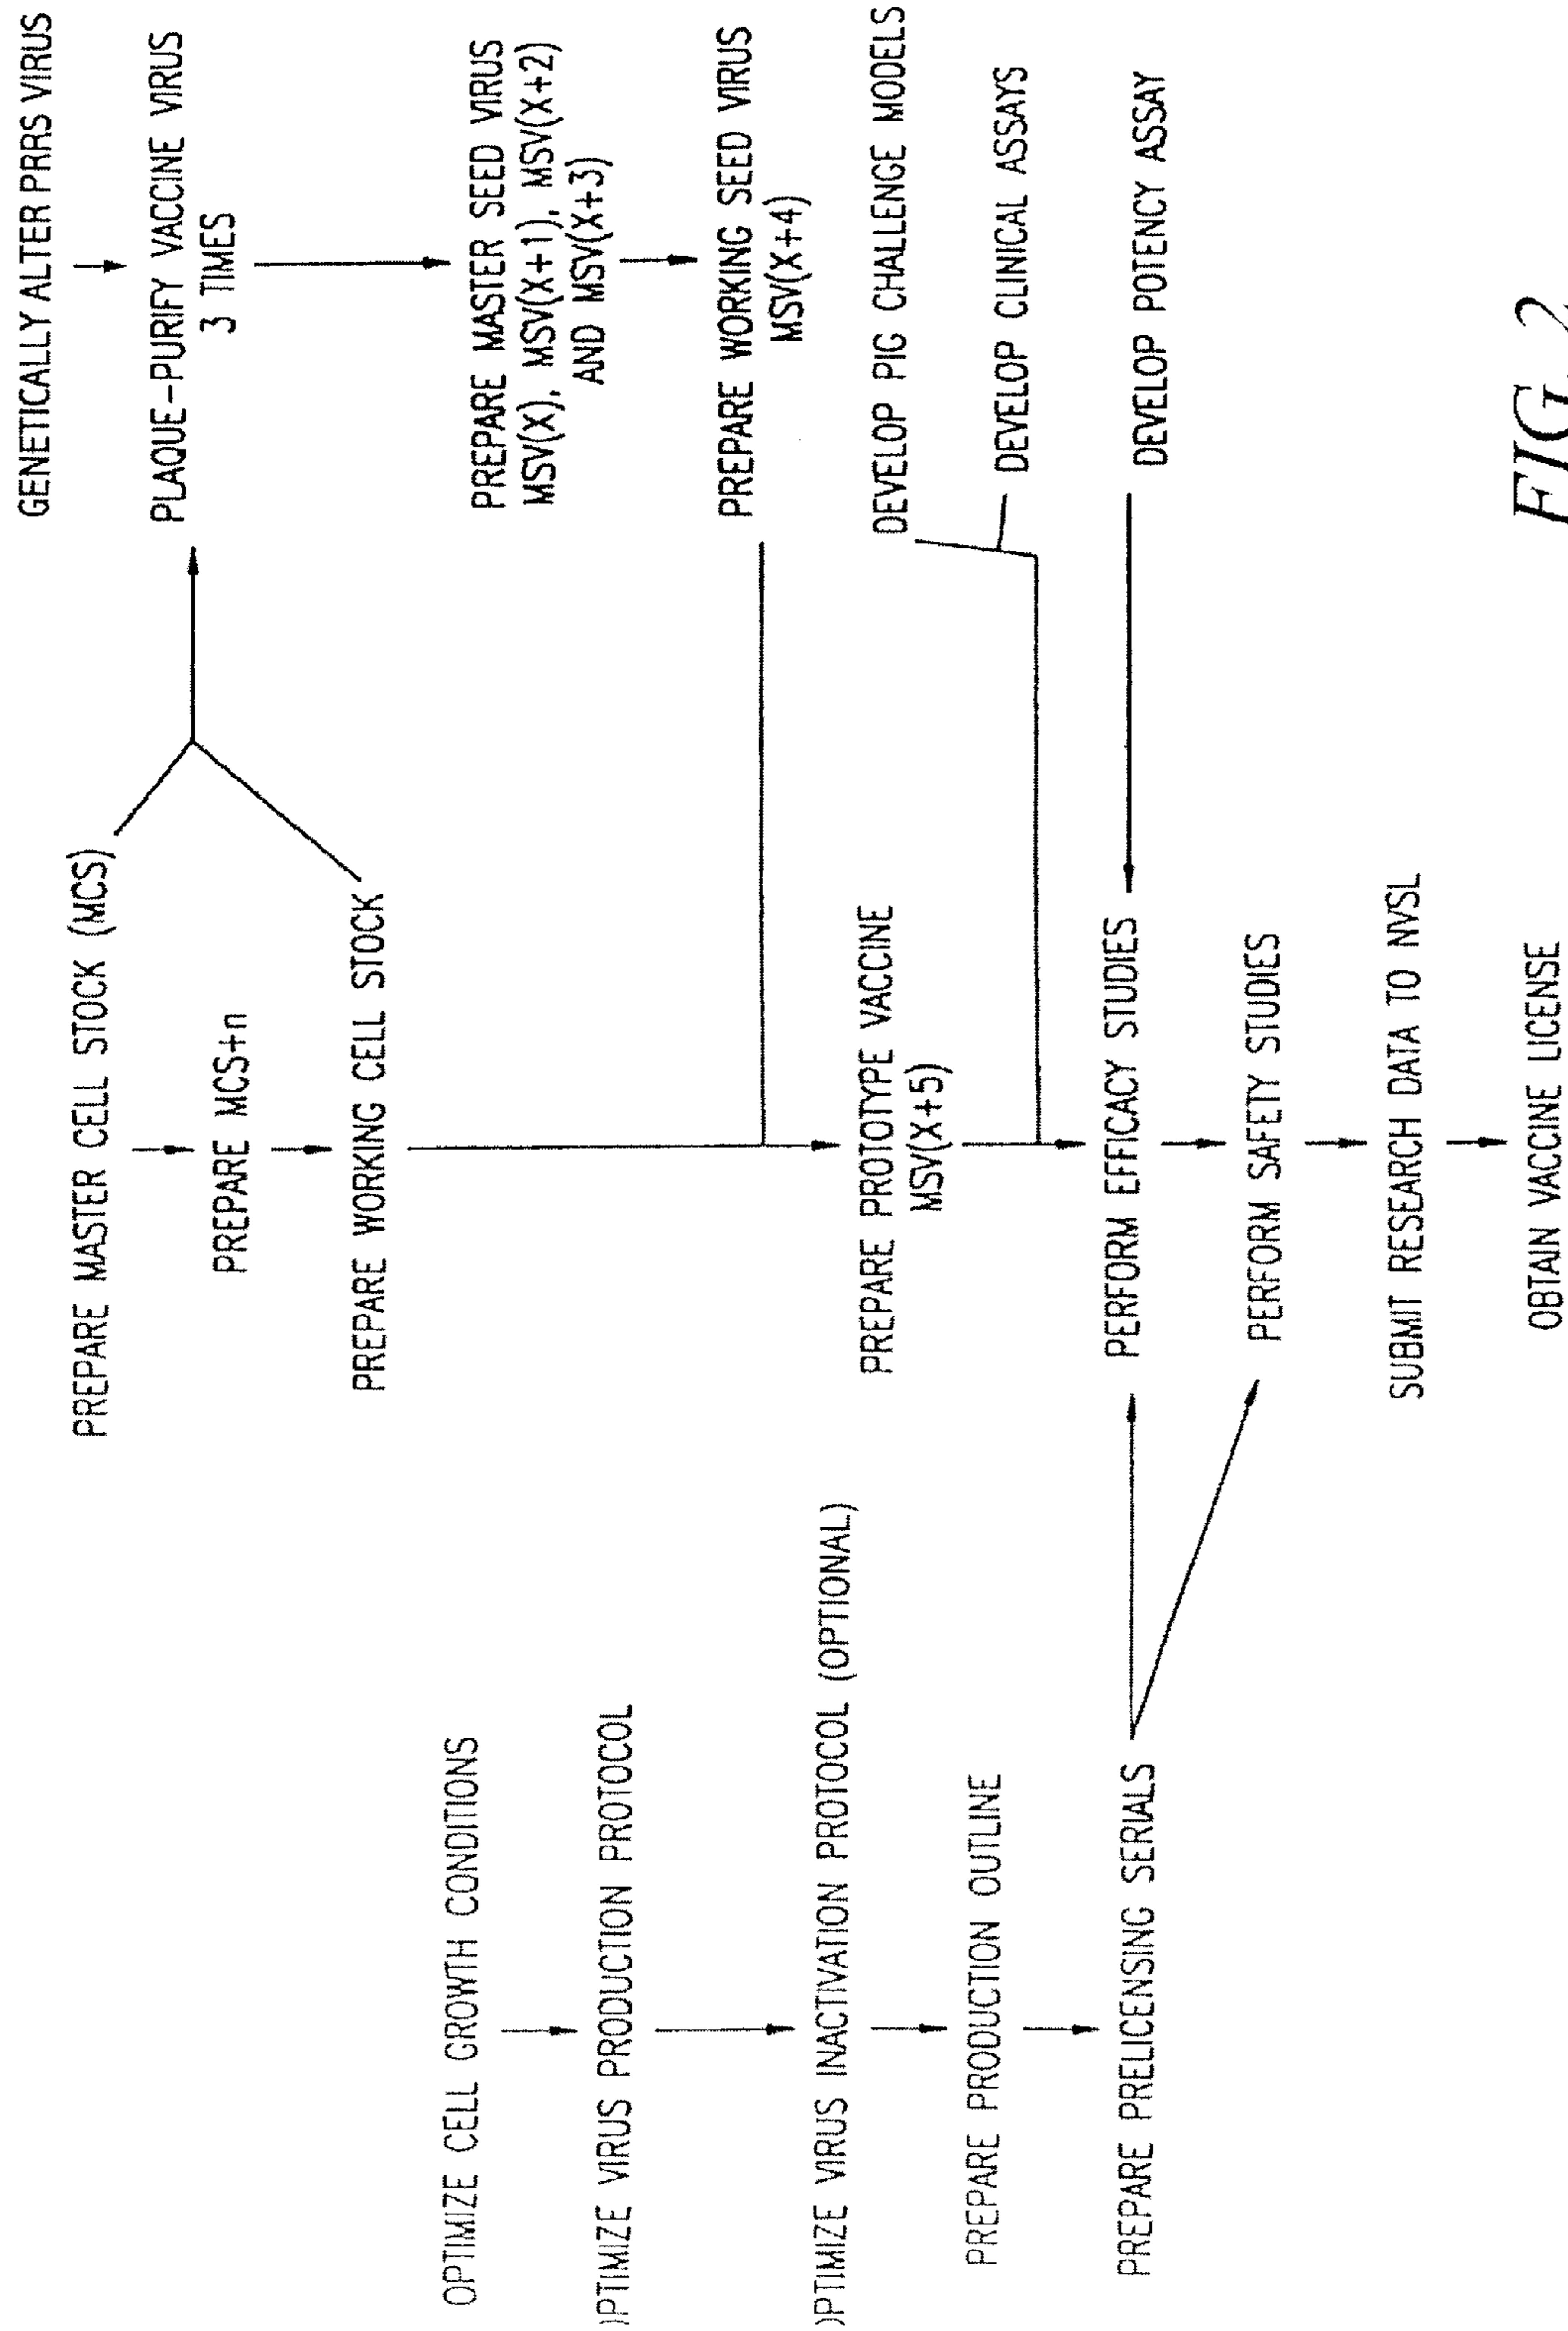 GENETICALLY ALTER PRRS VIRUS
PLAQUE-PURIFY VACCINE VIRUS
3 TIMES
PREPARE MASTER SEED VIRUS
MSV(X), MSV(X+1), MSV(X+2)
AND MSV(X+3)
PREPARE WORKING SEED VIRUS
MSV(X+4)
DEVELOP PIG CHALLENGE MODELS
DEVELOP CLINICAL ASSAYS
DEVELOP POTENCY ASSAY
PREPARE MASTER CELL STOCK (MCS)
PREPARE MCS+n
PREPARE WORKING CELL STOCK
PREPARE PROTOTYPE VACCINE
MSV(X+5)
PERFORM EFFICACY STUDIES
PERFORM SAFETY STUDIES
SUBMIT RESEARCH DATA TO NVSL
OBTAIN VACCINE LICENSE
OPTIMIZE CELL GROWTH CONDITIONS
OPTIMIZE VIRUS PRODUCTION PROTOCOL
OPTIMIZE VIRUS INACTIVATION PROTOCOL (OPTIONAL)
PREPARE PRODUCTION OUTLINE
PREPARE PRELICENSING SERIALS
FIG. 2